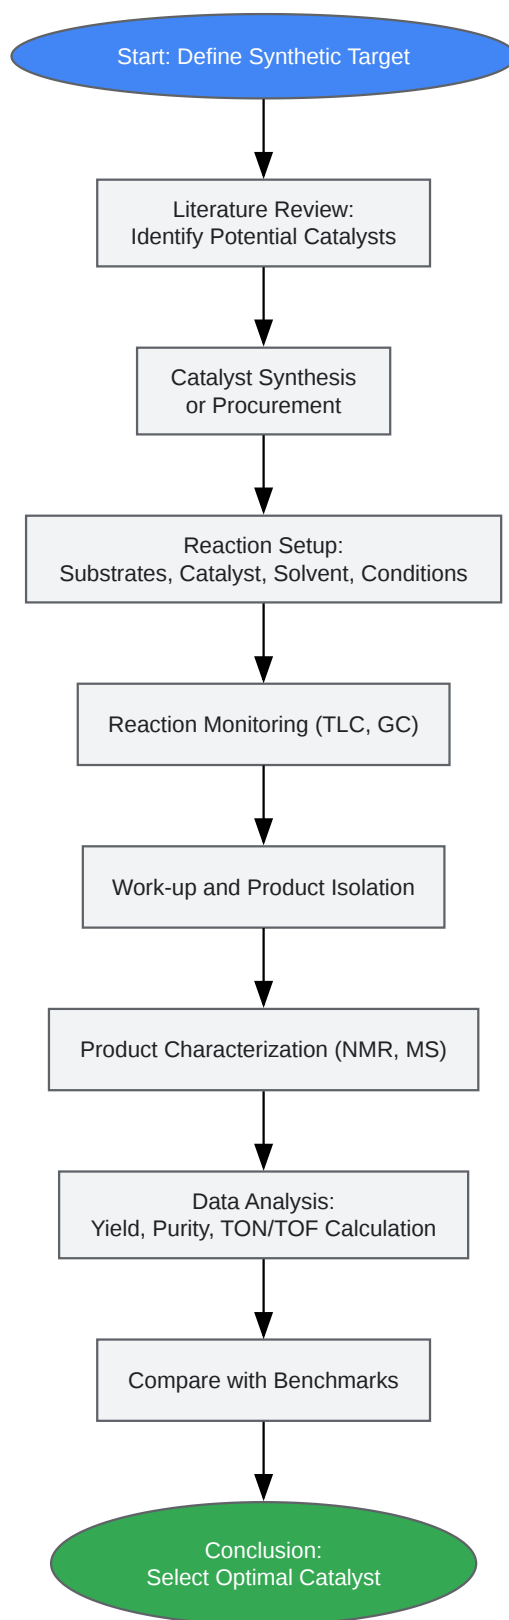 Start: Define Synthetic Target
Literature Review:
Identify Potential Catalysts
Catalyst Synthesis
or Procurement
Reaction Setup:
Substrates, Catalyst, Solvent, Conditions
Reaction Monitoring (TLC, GC)
Work-up and Product Isolation
Product Characterization (NMR, MS)
Data Analysis:
Yield, Purity, TON/TOF Calculation
Compare with Benchmarks
Conclusion:
Select Optimal Catalyst